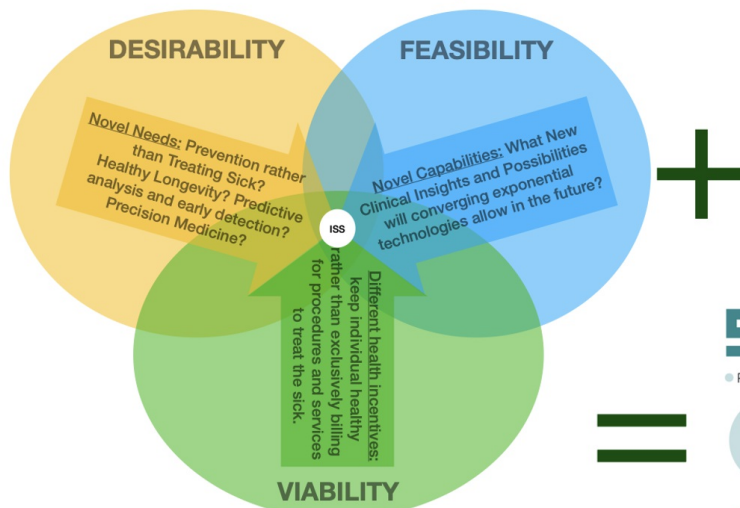 DESIRABILITY
FEASIBILITY
Novel Needs: Prevention rather
than Treating Sick?
Healthy Longevity? Predictive
analysis and early detection?
Precision Medicine?
Novel Capabilities: What New
Clinical Insights and Possibilities
will converging exponential
technologies allow in the future?
ISS
Different health incentives:
keep individual healthy
rather than exclusively billing
for procedures and services
to treat the sick.
VIABILITY